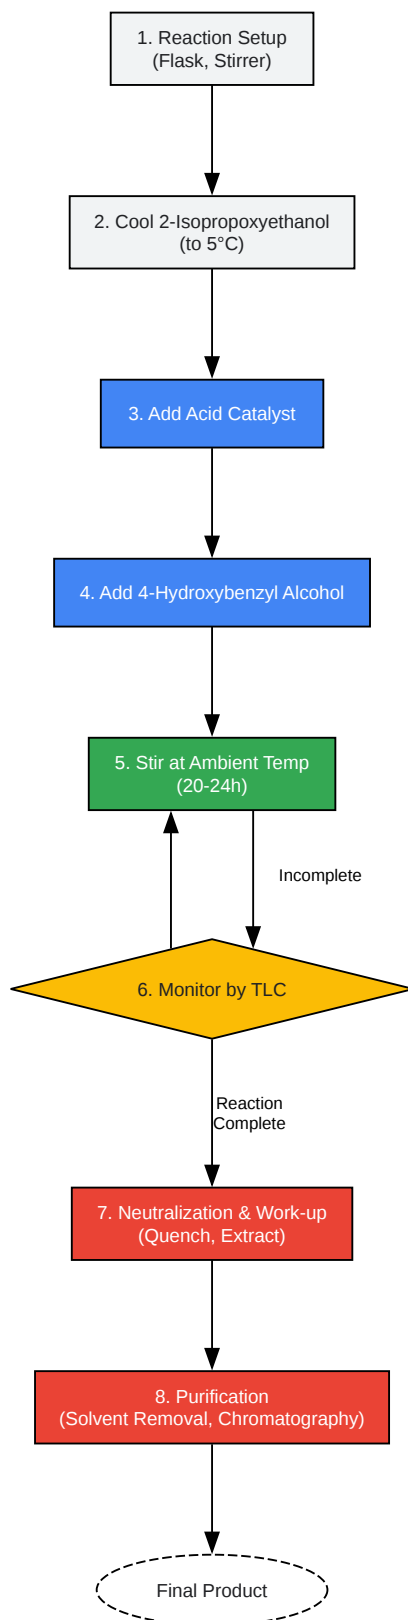 1. Reaction Setup
(Flask, Stirrer)
2. Cool 2-Isopropoxyethanol
(to 5°C)
3. Add Acid Catalyst
4. Add 4-Hydroxybenzyl Alcohol
5. Stir at Ambient Temp
(20-24h)
Incomplete
6. Monitor by TLC
Reaction
Complete
7. Neutralization & Work-up
(Quench, Extract)
8. Purification
(Solvent Removal, Chromatography)
Final Product